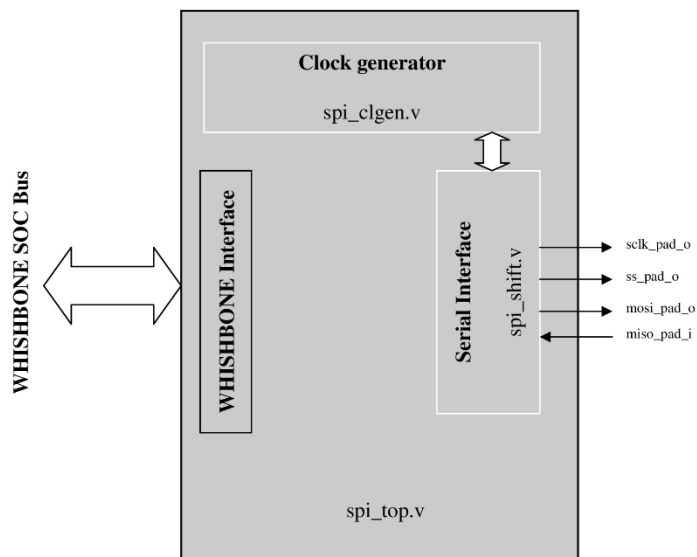 Clock generator
spi_clgen.v
WHISHBONE SOC Bus
WHISHBONE Interface
Serial Interface
spi_shift.v
sclk_pad_o
ss_pad_o
mosi_pad_o
miso_pad_i
spi_top.v